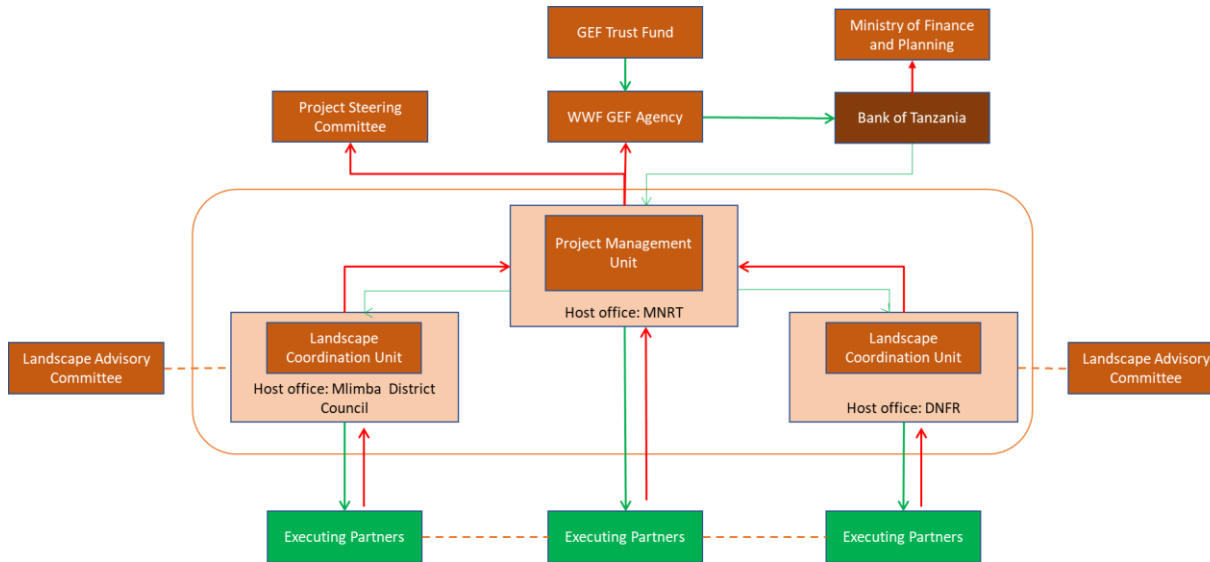 GEF Trust Fund
Ministry of Finance
and Planning
Project Steering
Committee
WWF GEF Agency
Bank of Tanzania
Project Management
Unit
Host office: MNRT
Landscape
Coordination Unit
Host office: Mlimba District
Council
Landscape
Coordination Unit
Host office: DNFR
Landscape Advisory
Committee
Landscape Advisory
Committee
Executing Partners
Executing Partners
Executing Partners